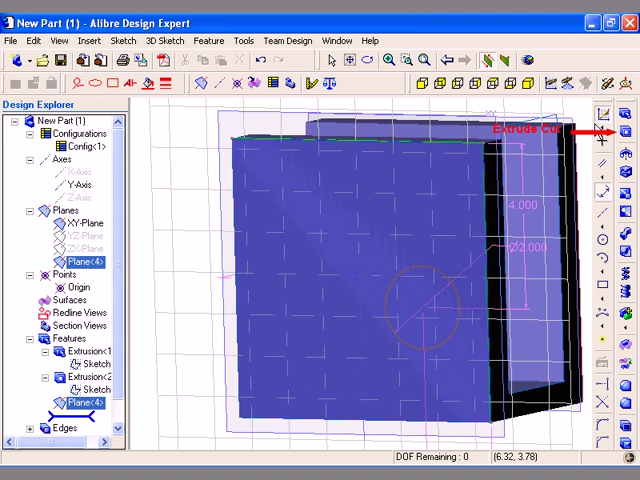 New Part (1) - Alibre Design Expert
File Edit View Insert Sketch 3D Sketch Feature Tools Team Design Window Help
Design Explorer
New Part (1)
Configurations
Config<1>
Axes
X-Axis
Y-Axis
Z-Axis
Planes
XY-Plane
YZ-Plane
ZX-Plane
Plane<4>
Points
Origin
Surfaces
Redline Views
Section Views
Features
Extrusion<1
Sketch
Extrusion<2
Sketch
Plane<4>
Edges
XY
Extrude Cut
4.000
Ø2.000
DOF Remaining : 0
(6.32, 3.78)